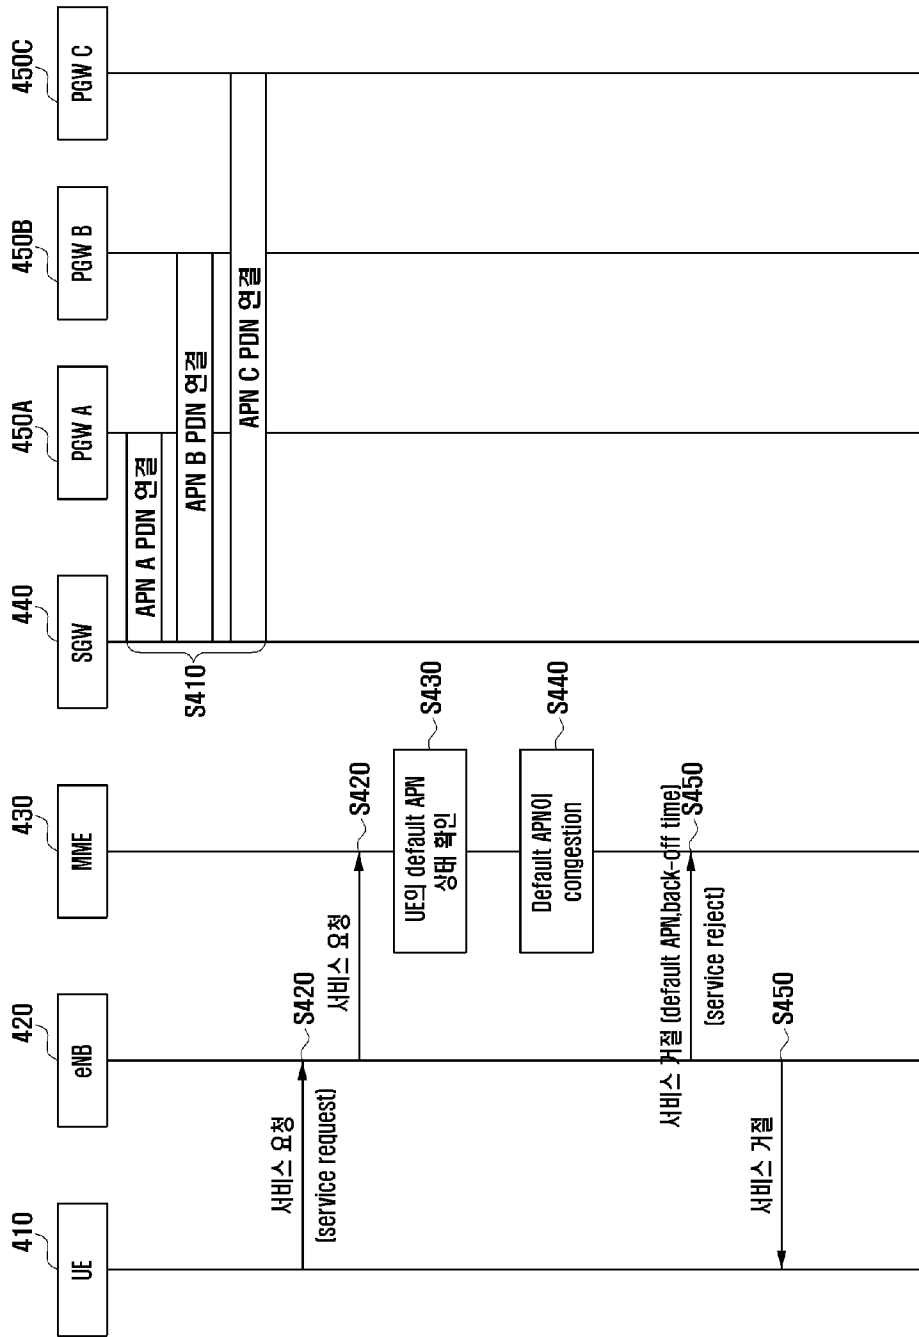 410
420
430
440
450A
450B
450C
UE
eNB
MME
SGW
PGW A
PGW B
PGW C
APN A PDN 연결
APN B PDN 연결
APN C PDN 연결
S410
서비스 요청
(service request)
S420
서비스 요청
S420
UE의 default APN
상태 확인
S430
Default APN이
congestion
S440
서비스 거절 (default APN,back-off time)
(service reject)
S450
서비스 거절
S450